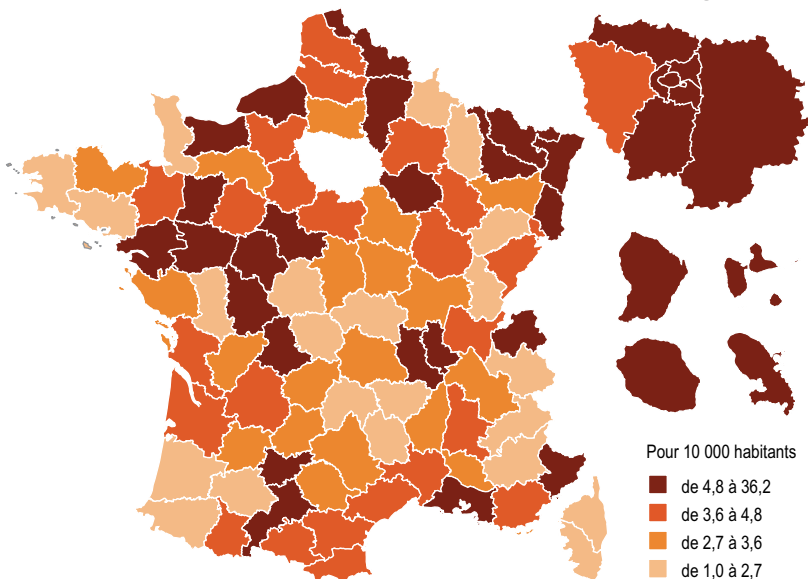 Pour 10 000 habitants
de 4,8 à 36,2
de 3,6 à 4,8
de 2,7 à 3,6
de 1,0 à 2,7